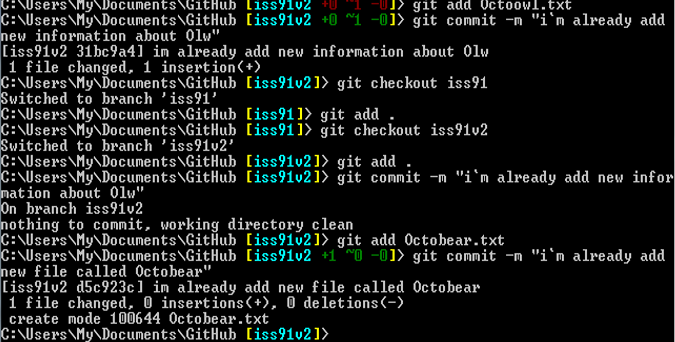 C:\Users\My\Documents\GitHub [iss91v2 +0 ~1 -0]> git add Octoowl.txt
C:\Users\My\Documents\GitHub [iss91v2 +0 ~1 -0]> git commit -m "i`m already add
new information about Olw"
[iss91v2 31bc9a4] im already add new information about Olw
1 file changed, 1 insertion(+)
C:\Users\My\Documents\GitHub [iss91v2]> git checkout iss91
Switched to branch 'iss91'
C:\Users\My\Documents\GitHub [iss91]> git add .
C:\Users\My\Documents\GitHub [iss91]> git checkout iss91v2
Switched to branch 'iss91v2'
C:\Users\My\Documents\GitHub [iss91v2]> git add .
C:\Users\My\Documents\GitHub [iss91v2]> git commit -m "i`m already add new infor
mation about Olw"
On branch iss91v2
nothing to commit, working directory clean
C:\Users\My\Documents\GitHub [iss91v2]> git add Octobear.txt
C:\Users\My\Documents\GitHub [iss91v2 +1 ~0 -0]> git commit -m "i`m already add
new file called Octobear"
[iss91v2 d5c923c] im already add new file called Octobear
1 file changed, 0 insertions(+), 0 deletions(-)
create mode 100644 Octobear.txt
C:\Users\My\Documents\GitHub [iss91v2]>